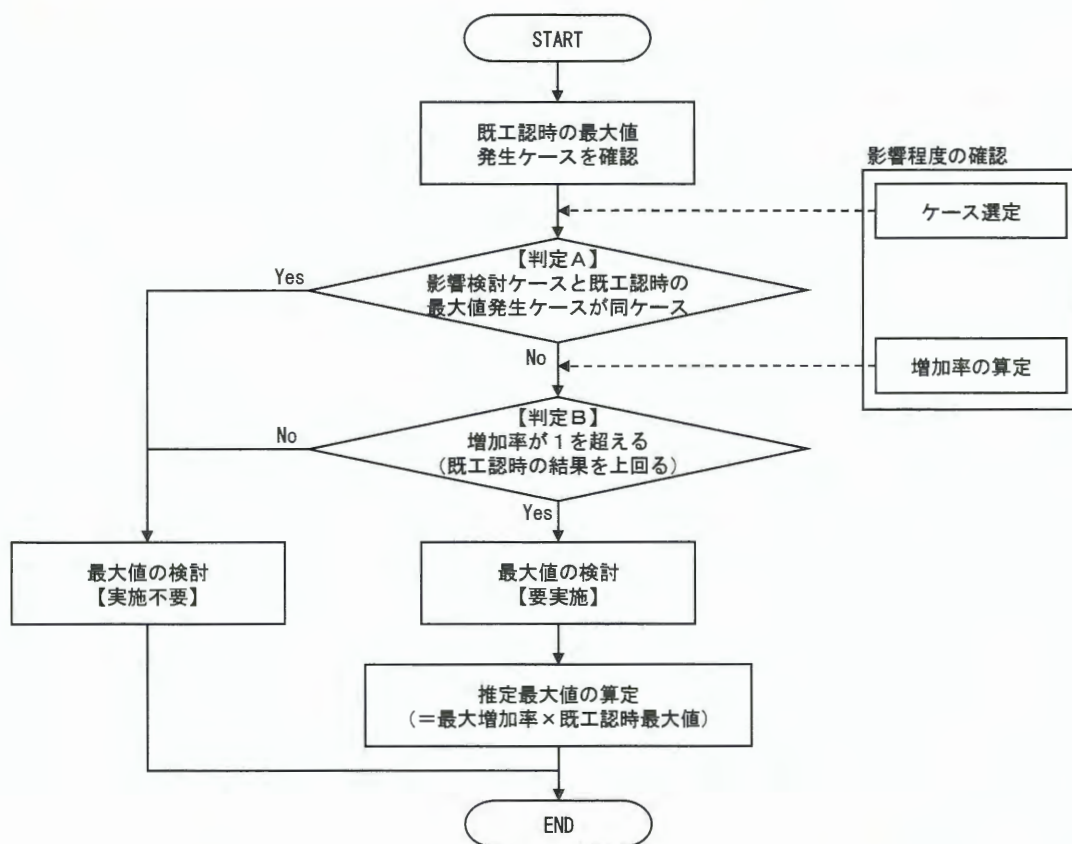 START
既工認時の最大値
発生ケースを確認
影響程度の確認
ケース選定
【判定A】
影響検討ケースと既工認時の
最大値発生ケースが同ケース
Yes
No
増加率の算定
【判定B】
増加率が1を超える
(既工認時の結果を上回る)
No
Yes
最大値の検討
【実施不要】
最大値の検討
【要実施】
推定最大値の算定
(=最大増加率×既工認時最大値)
END